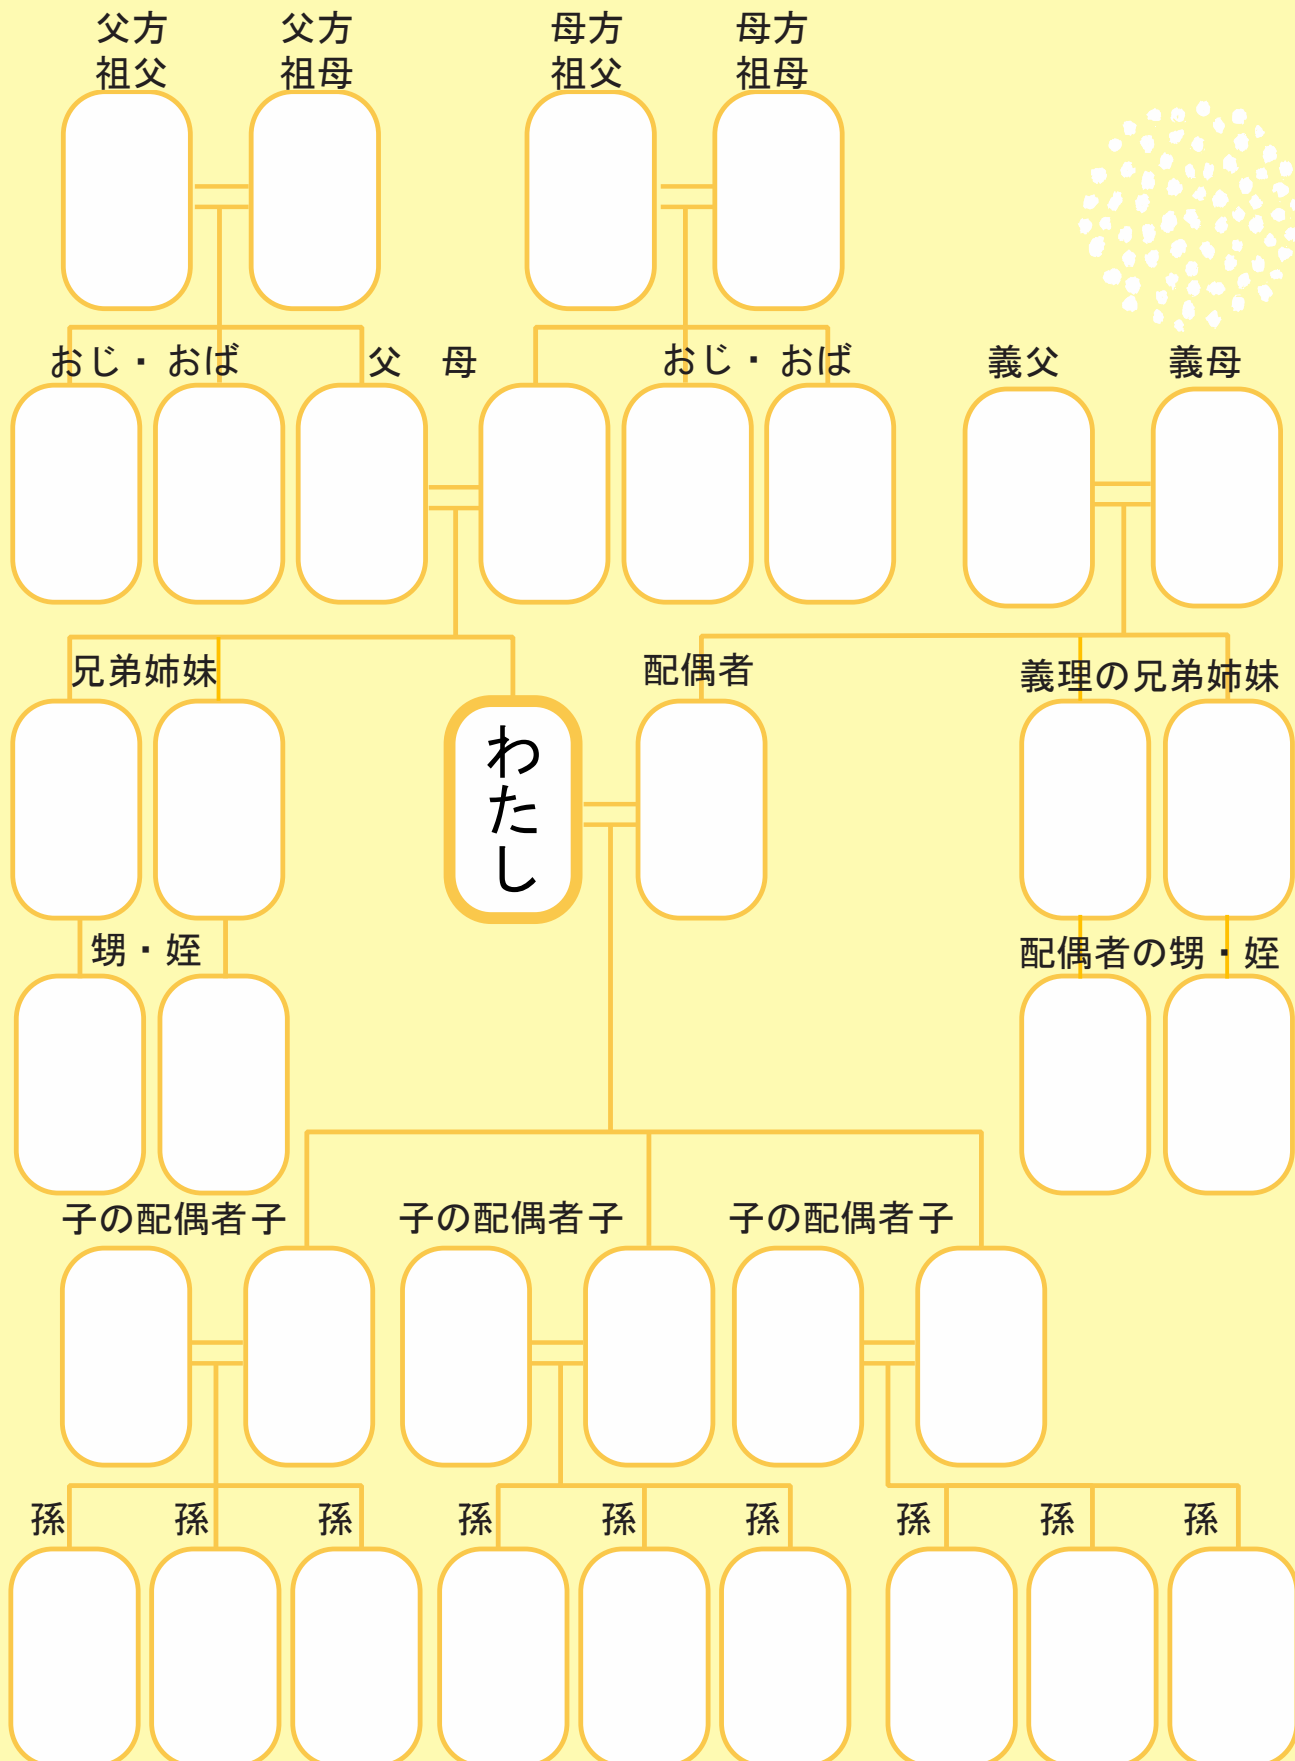 父方
祖父
父方
祖母
母方
祖父
母方
祖母
おじ・おば
父
母
おじ・おば
義父
義母
兄弟姉妹
配偶者
義理の兄弟姉妹
わたし
甥・姪
配偶者の甥・姪
子の配偶者
子
子の配偶者
子
子の配偶者
子
孫
孫
孫
孫
孫
孫
孫
孫
孫